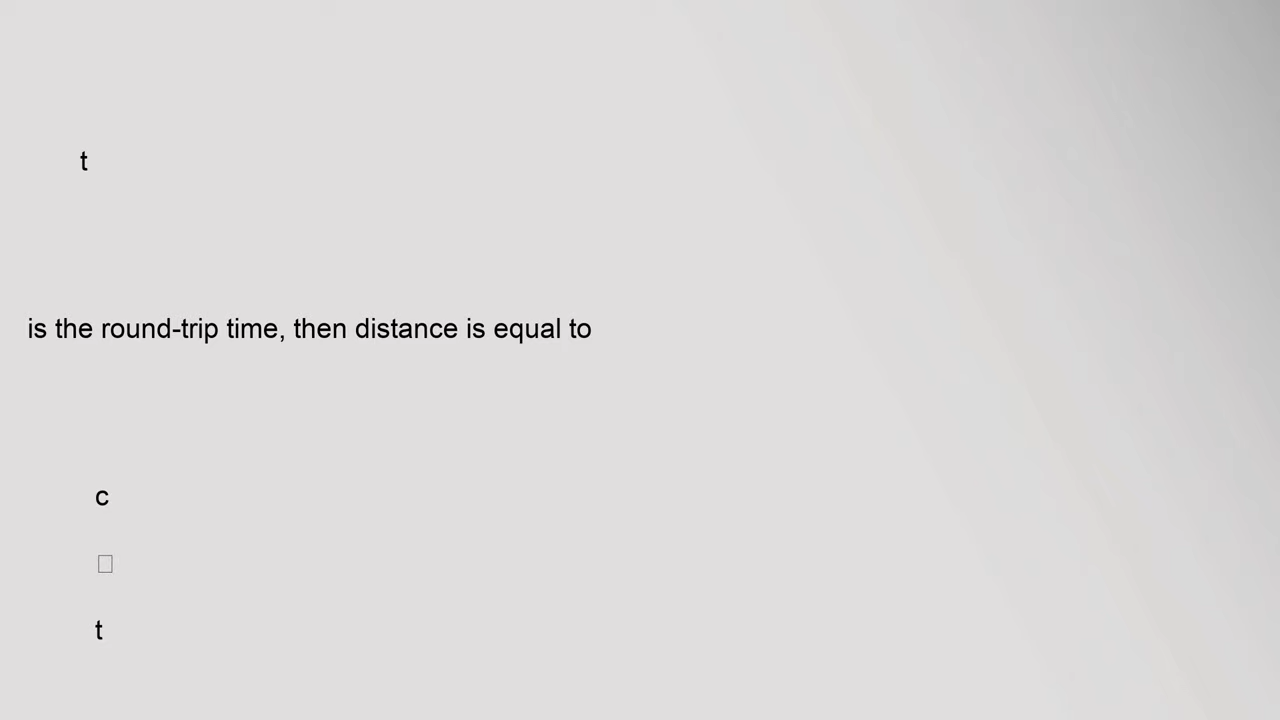 t
is the round-trip time, then distance is equal to
c
□
t